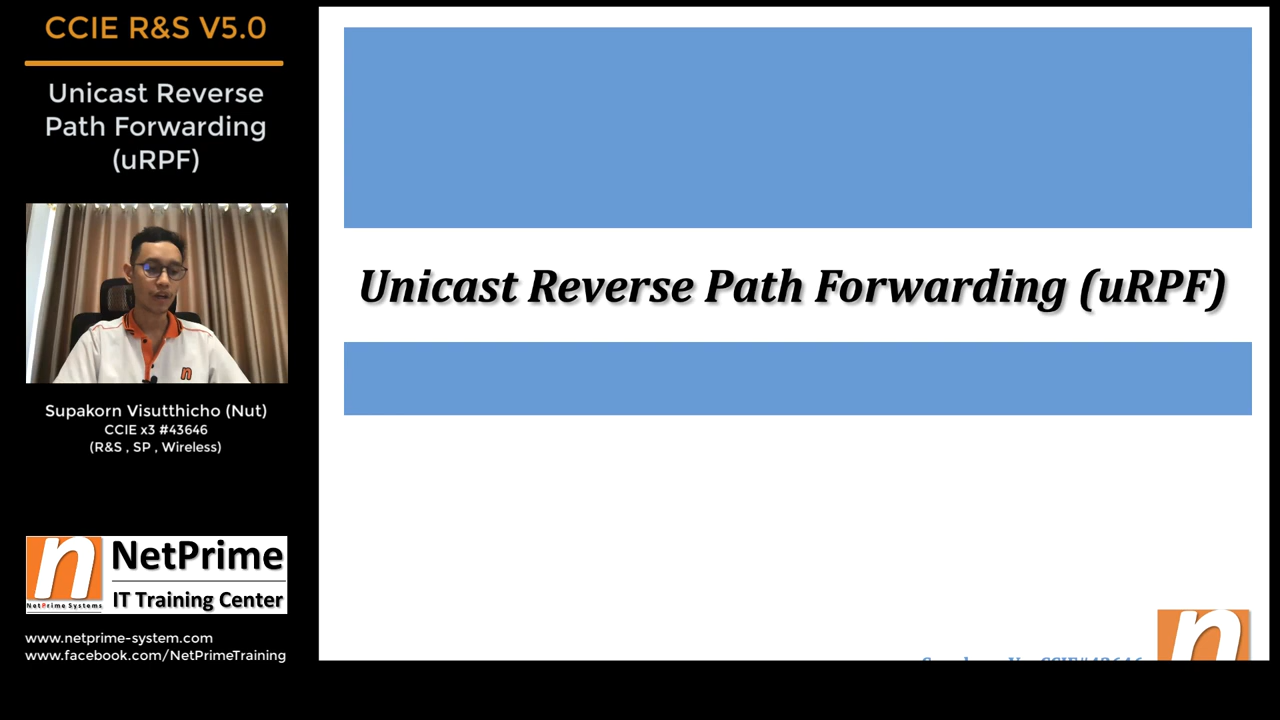 CCIE R&S V5.0
Unicast Reverse
Path Forwarding
(uRPF)
Supakorn Visutthicho (Nut)
CCIE x3 #43646
(R&S , SP , Wireless)
n
NetPrime Systems
NetPrime
IT Training Center
www.netprime-system.com
www.facebook.com/NetPrimeTraining
Unicast Reverse Path Forwarding (uRPF)
n